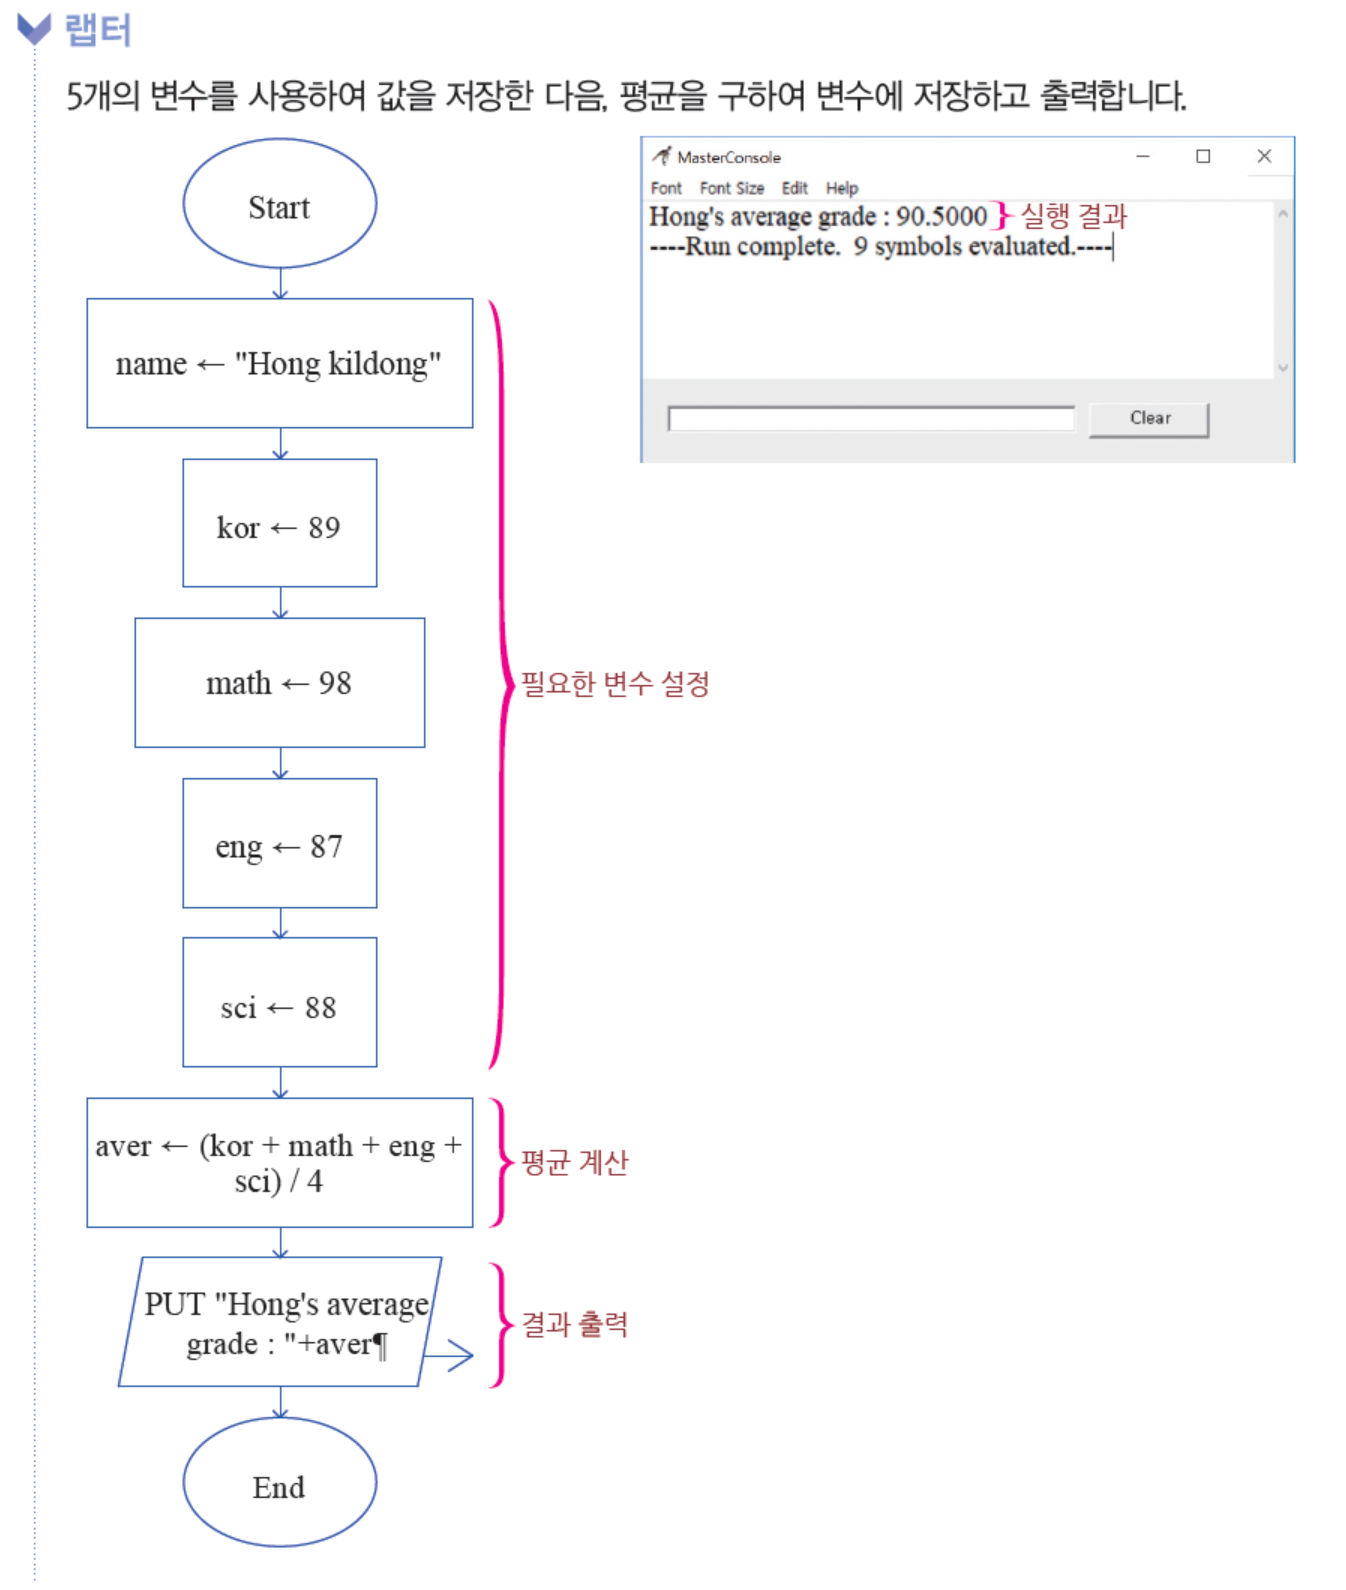 랩터
5개의 변수를 사용하여 값을 저장한 다음, 평균을 구하여 변수에 저장하고 출력합니다.
Start
name ← "Hong kildong"
kor ← 89
math ← 98
eng ← 87
sci ← 88
필요한 변수 설정
aver ← (kor + math + eng +
sci) / 4
평균 계산
PUT "Hong's average
grade : "+aver¶
결과 출력
End
MasterConsole
Font Font Size Edit Help
Hong's average grade : 90.5000 실행 결과
----Run complete. 9 symbols evaluated.----
Clear